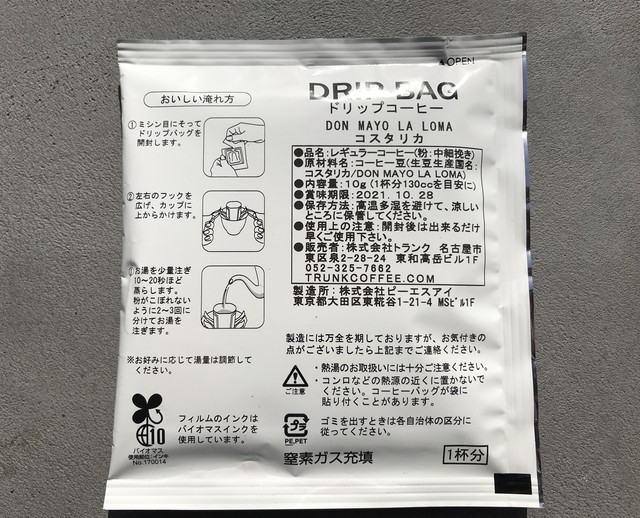 ▲OPEN
おいしい淹れ方
①ミシン目にそって
ドリップバッグを
開封します。
②左右のフックを
広げ、カップに
上からかけます。
お湯を少量注ぎ
10~20秒ほど
蒸らします。
粉がこぼれない
ように2~3回に
分けてお湯を
注ぎます。
※お好みに応じて湯量は調節して
ください。
バイオマス
使用部位:インキ
No.170014
10
フィルムのインクは
バイオマスインクを
使用しています。
DRIP BAG
ドリップコーヒー
DON MAYO LA LOMA
コスタリカ
●品名:レギュラーコーヒー(粉:中細挽き)
●原材料名:コーヒー豆(生豆生産国名:
コスタリカ/DON MAYO LA LOMA)
●内容量:10g(1杯分130ccを目安に)
●賞味期限:2021.10.28
●保存方法:高温多湿を避けて、涼しい
ところに保管してください。
●使用上の注意:開封後は出来るだけ
早くご使用下さい。
●販売者:株式会社トランク 名古屋市
東区泉2-28-24 東和高岳ビル1F
052-325-7662
TRUNKCOFFEE.COM
製造所:株式会社ピーエスアイ
東京都大田区東糀谷1-21-4 MSビル1F
製造には万全を期しておりますが、お気付きの
点がございましたら上記までご連絡ください。
ご注意
・熱湯のお取扱いには十分ご注意ください。
・コンロなどの熱源の近くに置かないで
ください。コーヒーバッグが袋に
貼り付くことがあります。
プラ
PE,PET
ゴミを出すときは各自治体の区分に
従ってください。
窒素ガス充填
1杯分